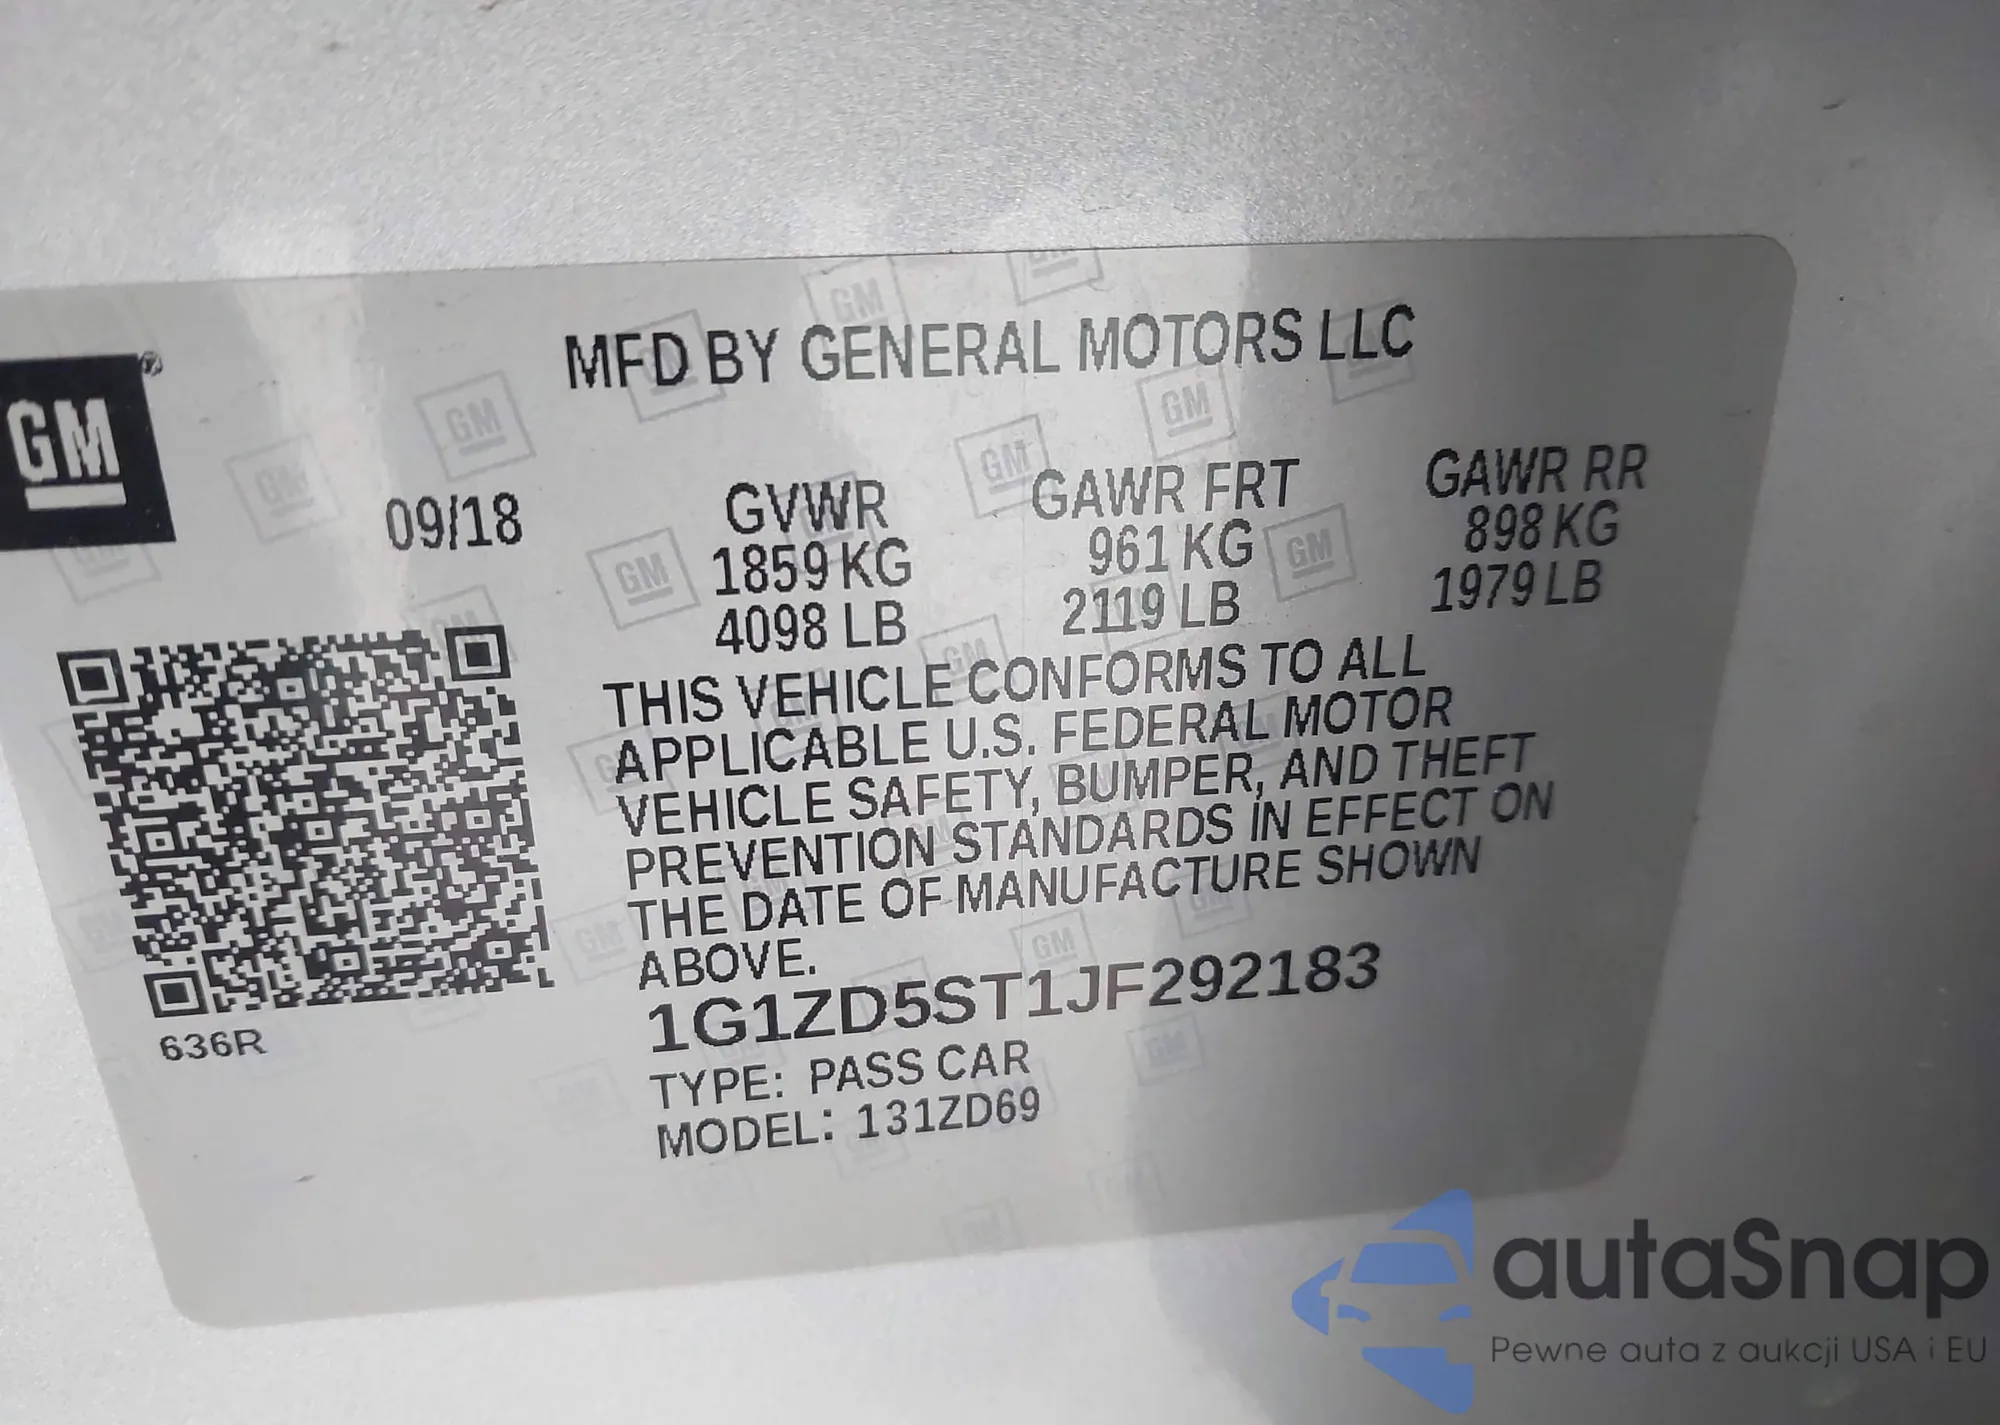 MFD BY GENERAL MOTORS LLC
GM
®
09/18
GVWR
1859 KG
4098 LB
GAWR FRT
961 KG
2119 LB
GAWR RR
898 KG
1979 LB
THIS VEHICLE CONFORMS TO ALL
APPLICABLE U.S. FEDERAL MOTOR
VEHICLE SAFETY, BUMPER, AND THEFT
PREVENTION STANDARDS IN EFFECT ON
THE DATE OF MANUFACTURE SHOWN
ABOVE.
1G1ZD5ST1JF292183
TYPE: PASS CAR
MODEL: 131ZD69
636R
autaSnap
Pewne auta z aukcji USA i EU